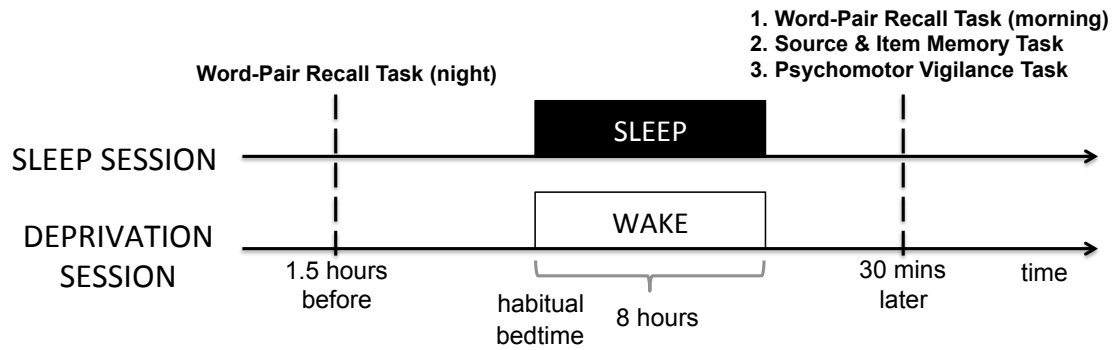 1. Word-Pair Recall Task (morning)
2. Source & Item Memory Task
3. Psychomotor Vigilance Task
Word-Pair Recall Task (night)
SLEEP SESSION
SLEEP
DEPRIVATION
SESSION
WAKE
1.5 hours
before
habitual
bedtime
8 hours
30 mins
later
time